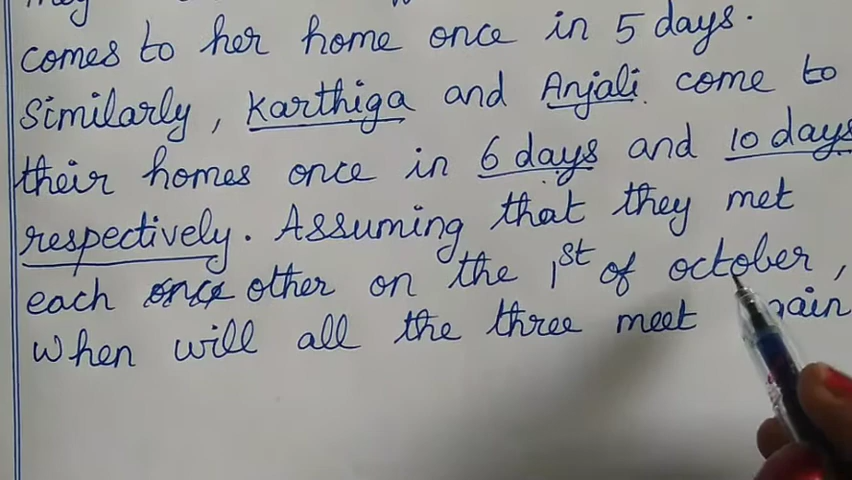 they
comes to her home once in 5 days.
Similarly, Karthiga and Anjali come to
their homes once in 6 days and 10 days
respectively. Assuming that they met
each other on the 1st of october,
When will all the three meet